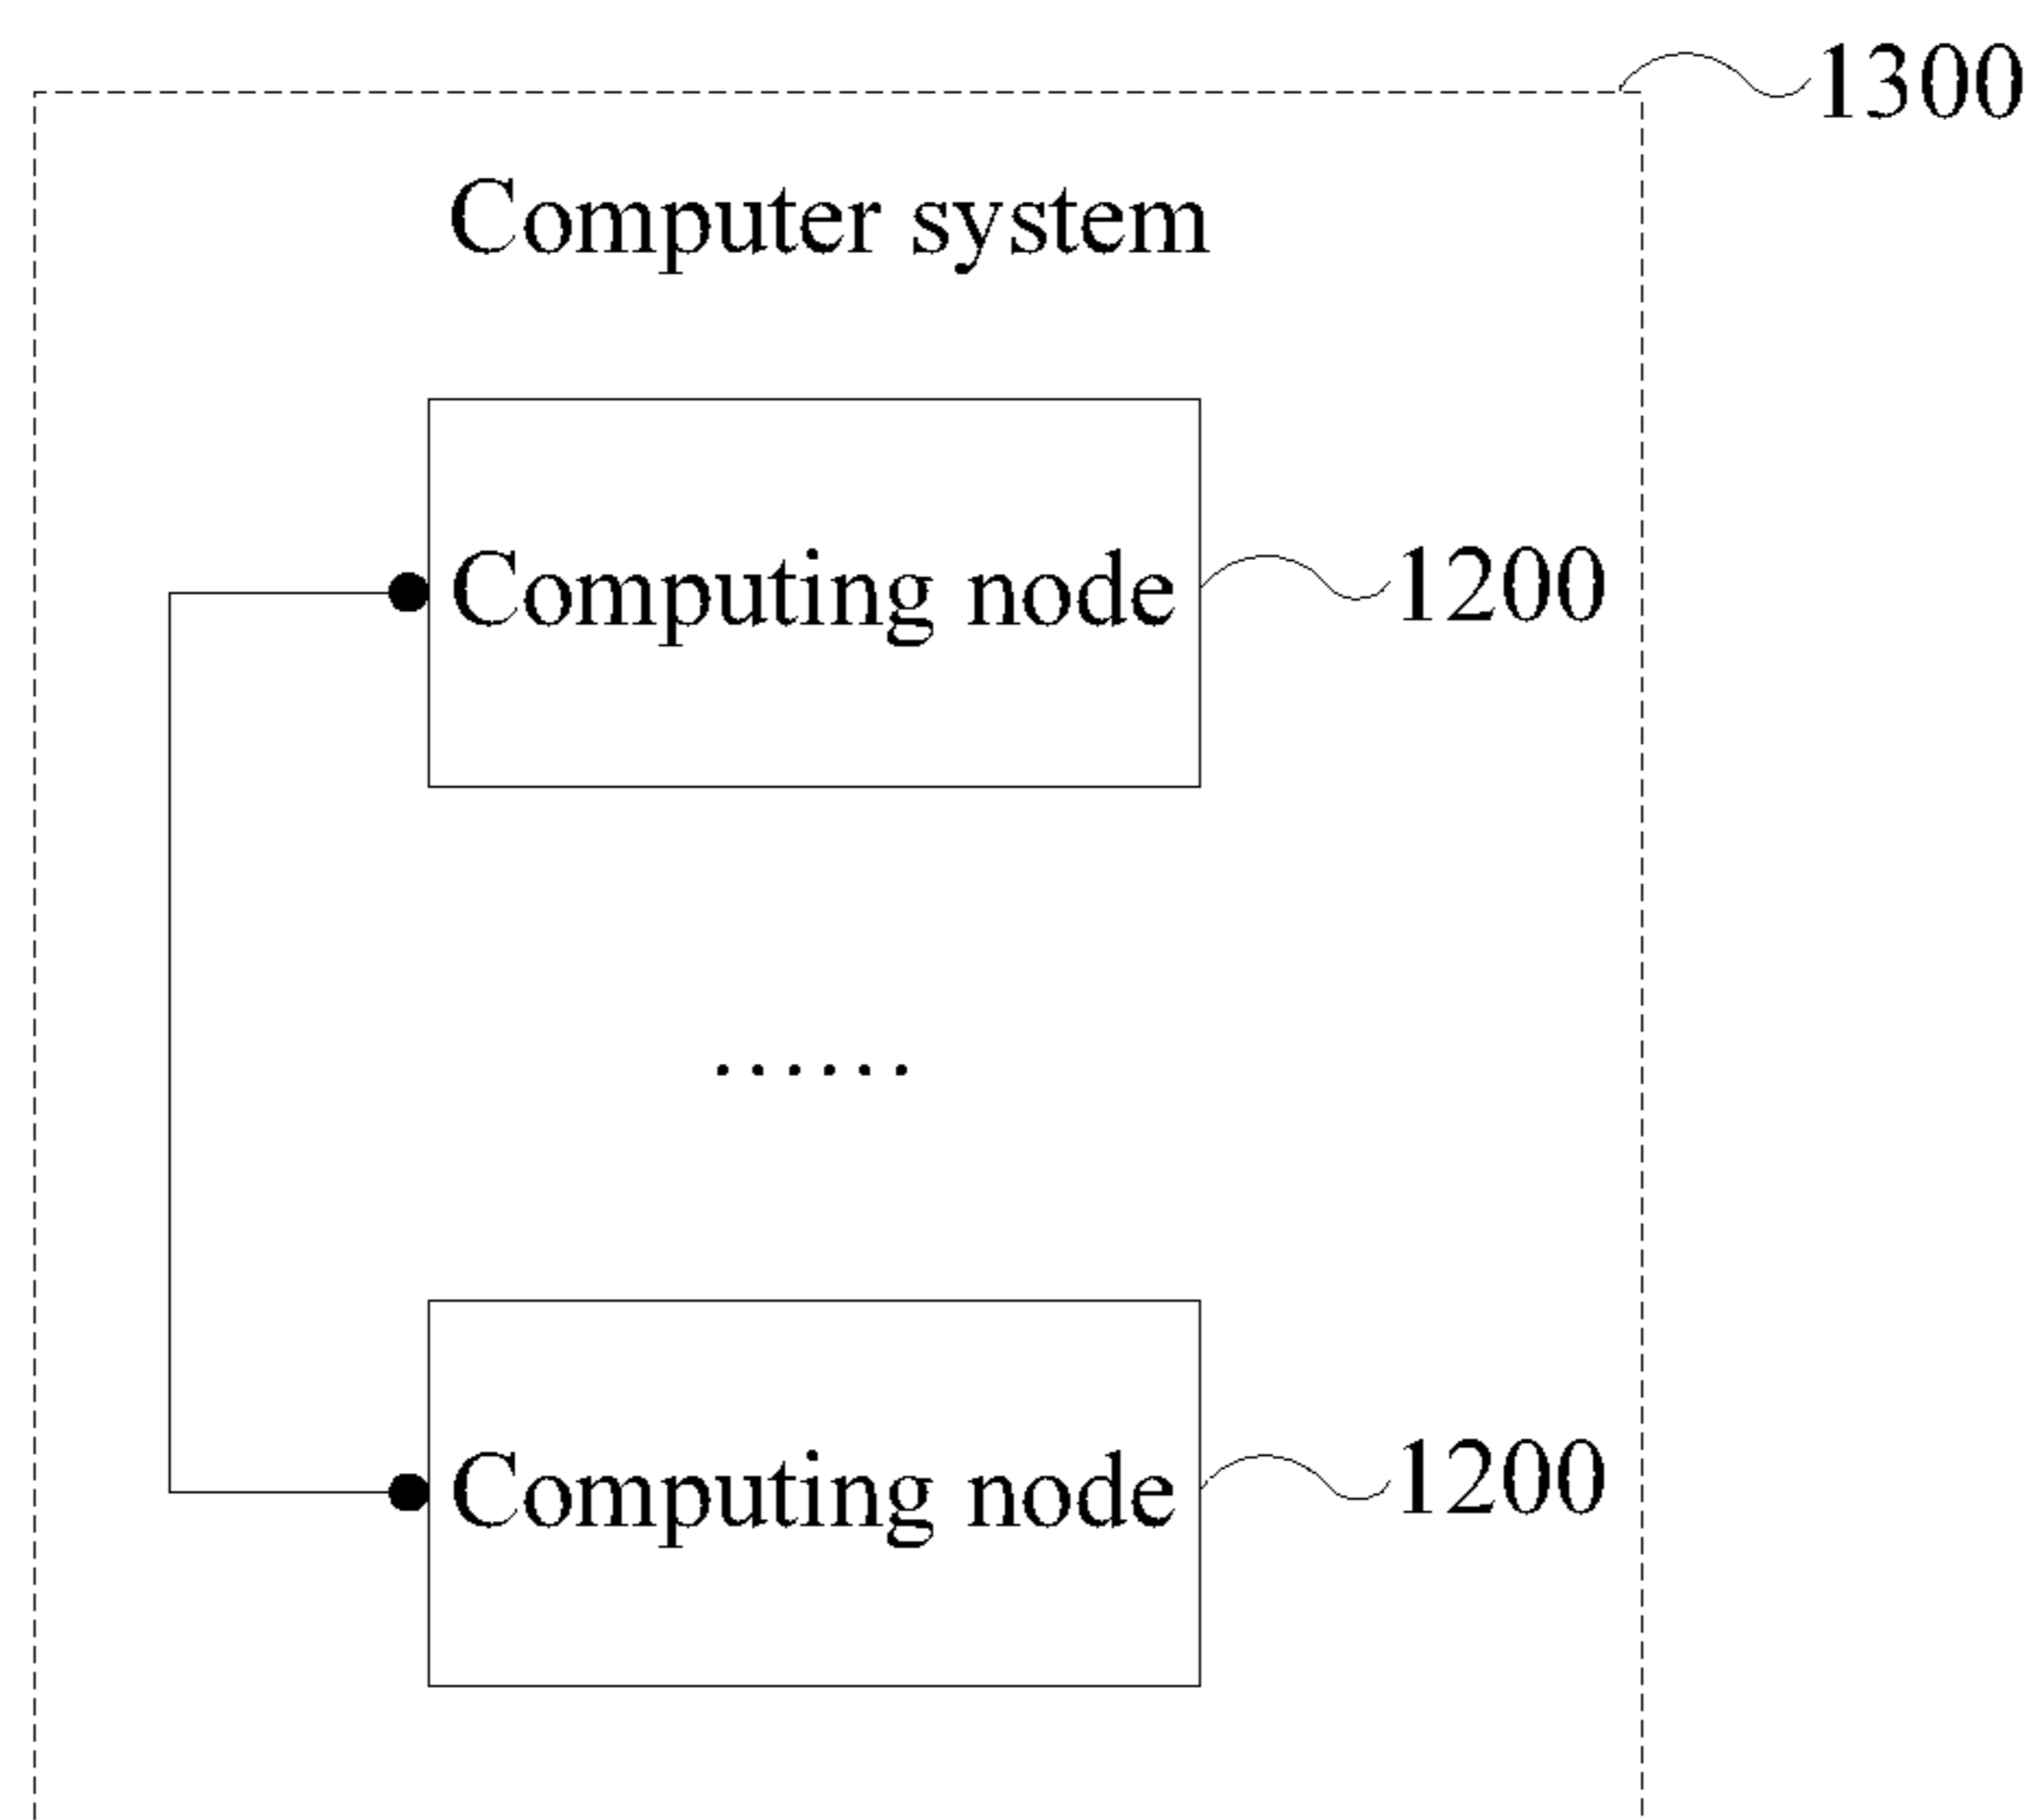 1300
Computer system
Computing node
1200
......
Computing node
1200